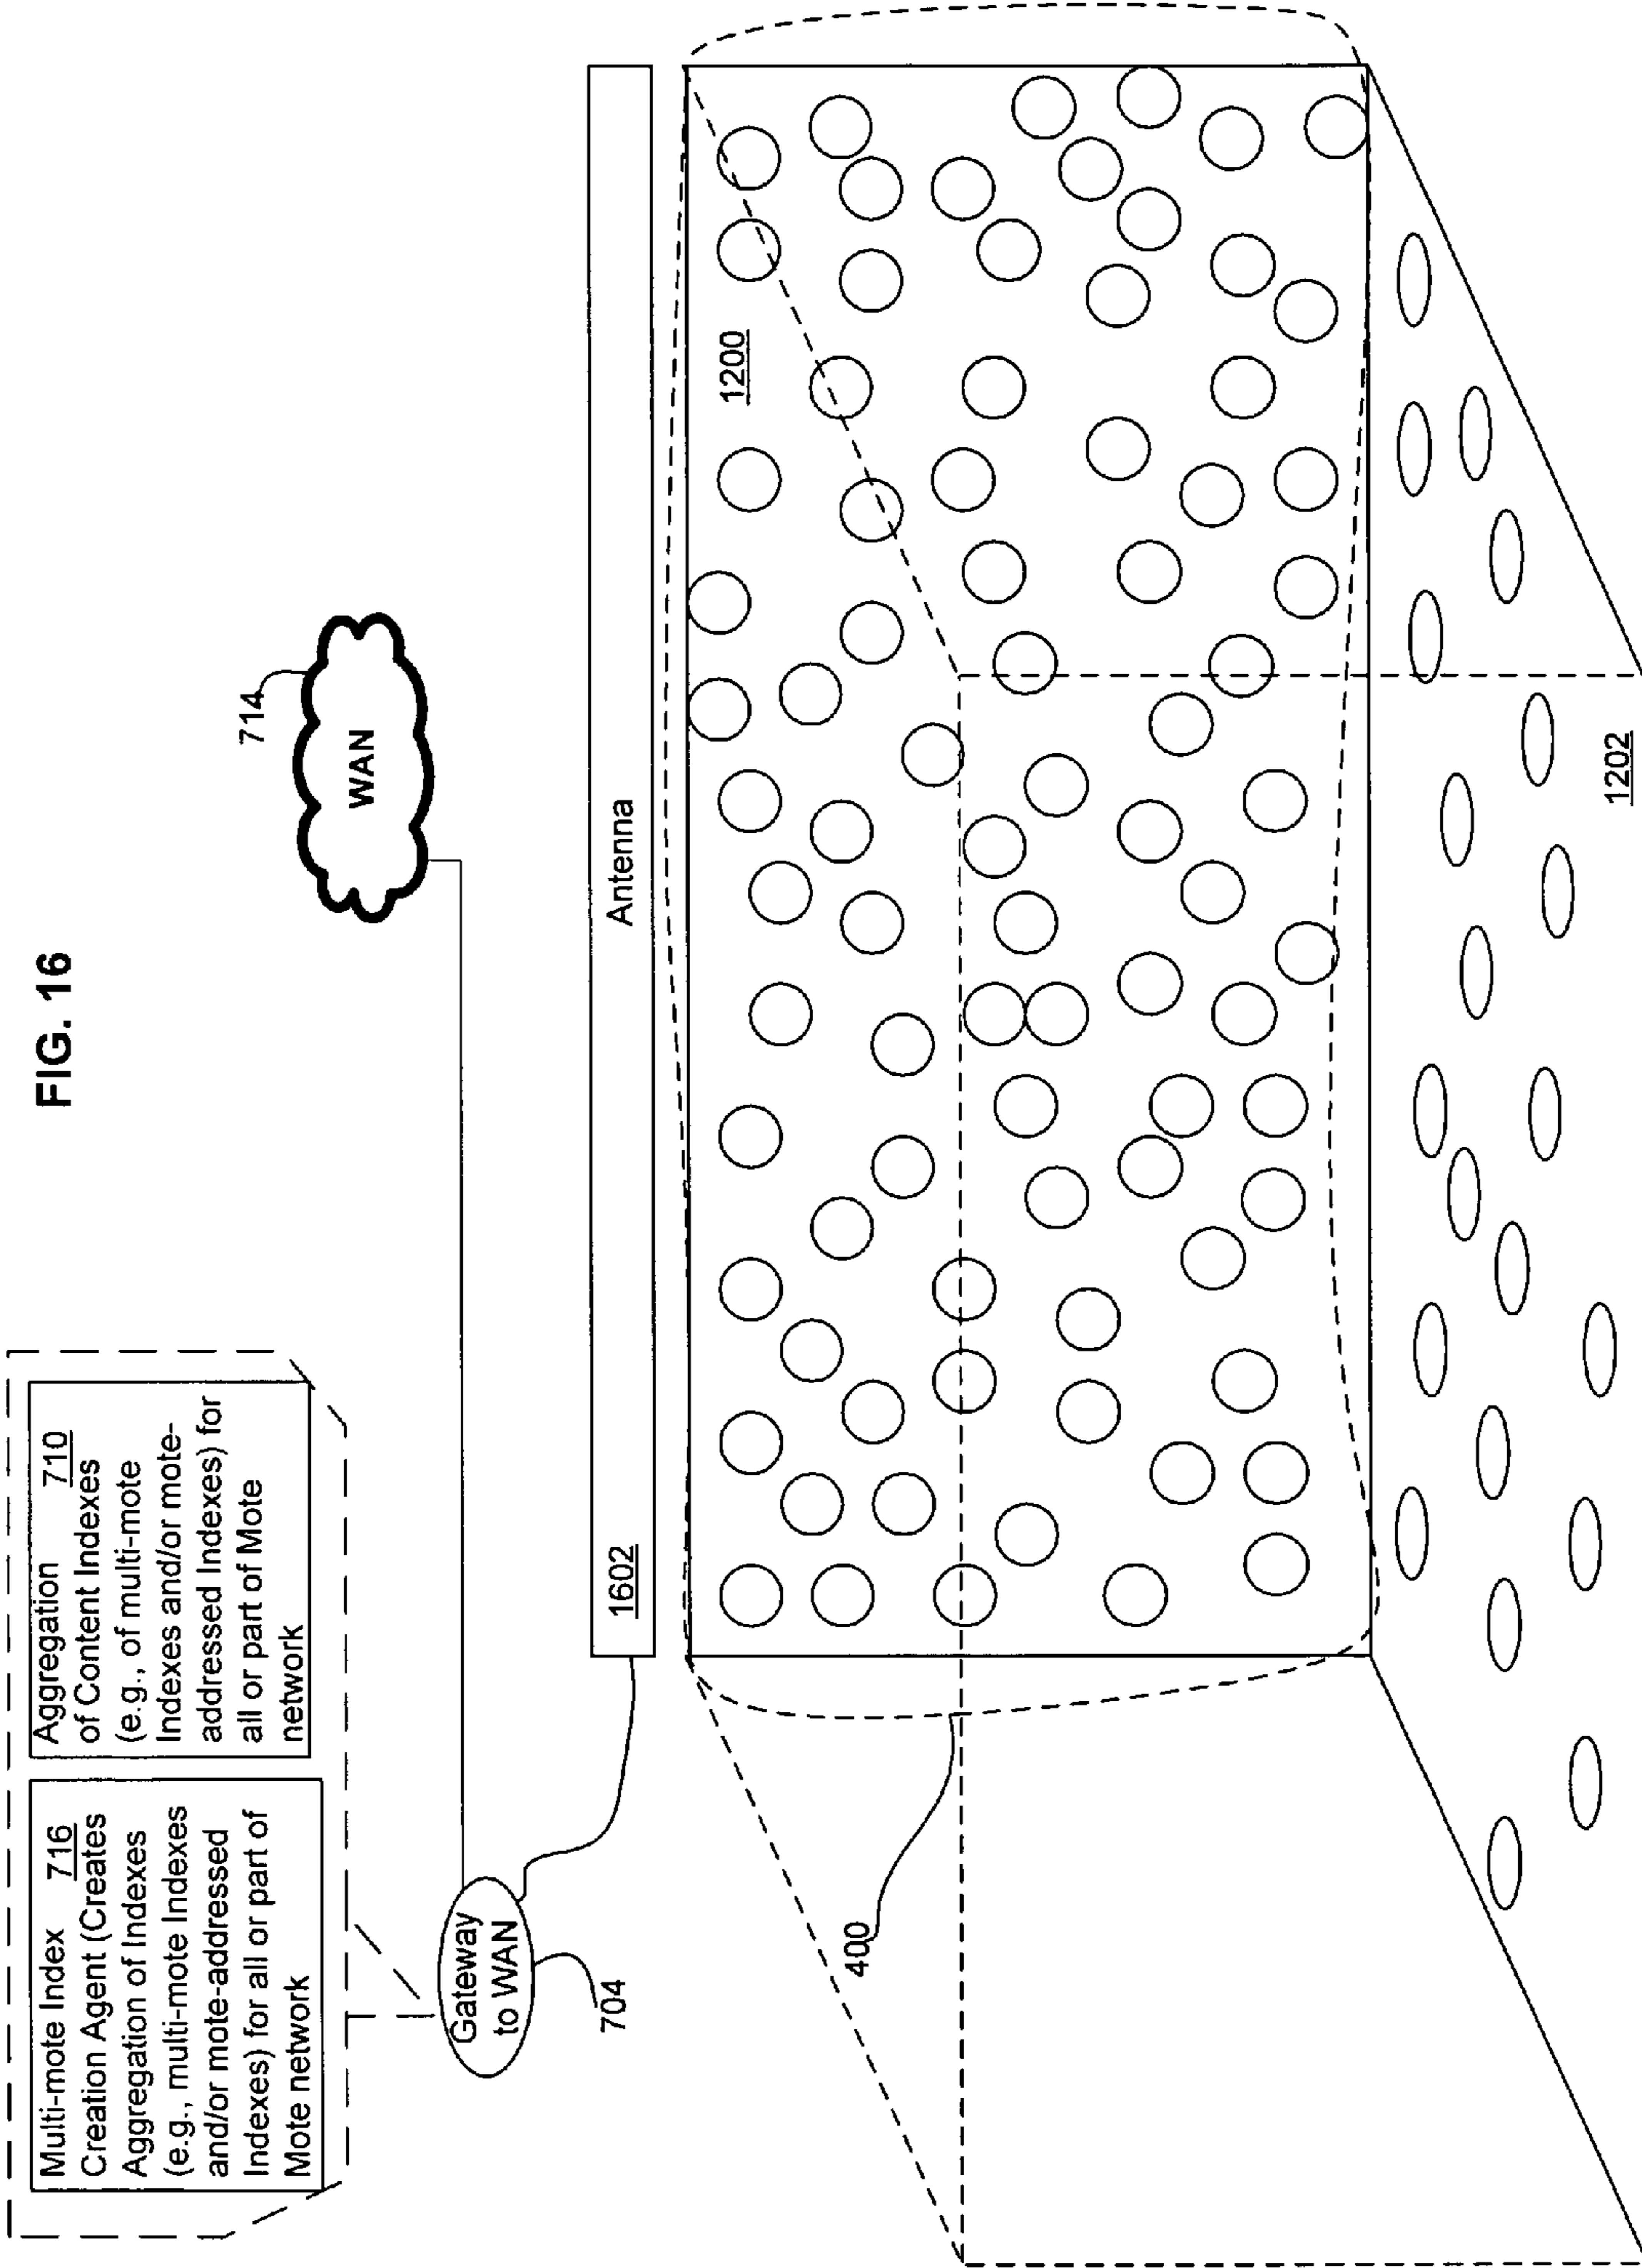 FIG. 16
Multi-mote Index 716
Creation Agent (Creates
Aggregation of Indexes
(e.g., multi-mote Indexes
and/or mote-addressed
Indexes) for all or part of
Mote network
Aggregation 710
of Content Indexes
(e.g., of multi-mote
Indexes and/or mote-
addressed Indexes) for
all or part of Mote
network
714
WAN
Gateway
to WAN
704
1602
Antenna
1200
400
1202